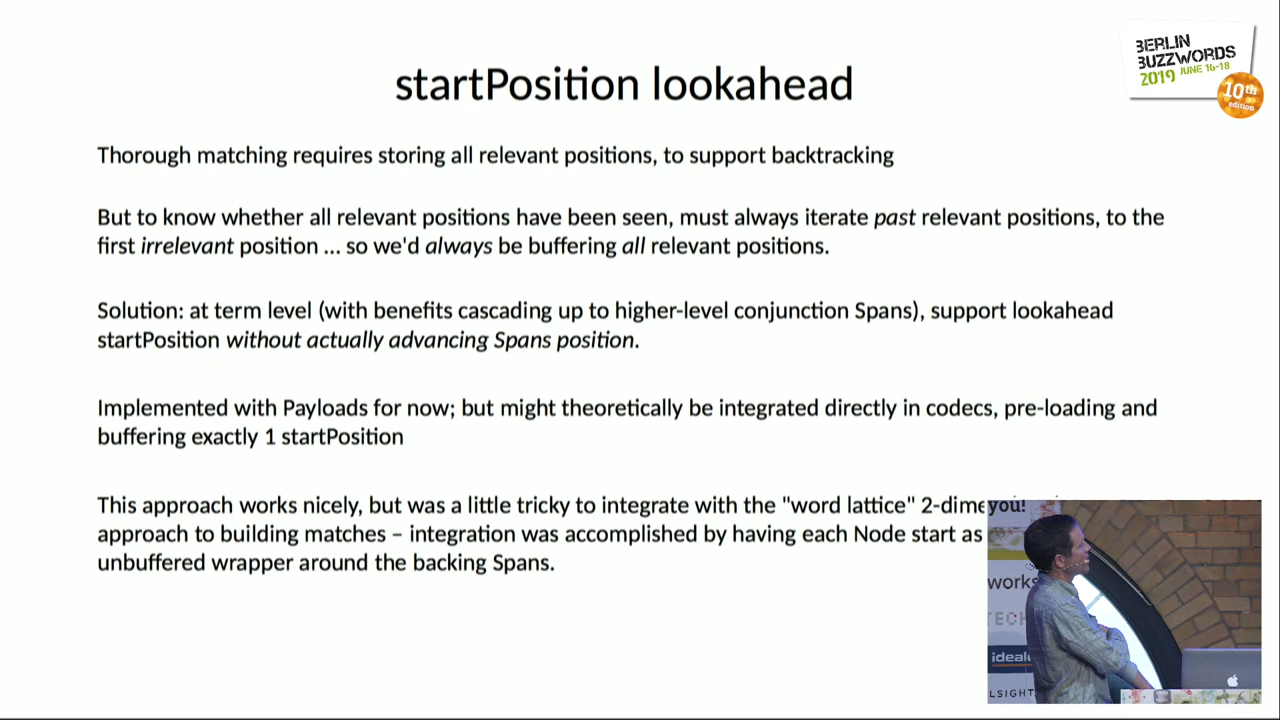 BERLIN
BUZZWORDS
2019 JUNE 16-18
10th
edition
startPosition lookahead
Thorough matching requires storing all relevant positions, to support backtracking
But to know whether all relevant positions have been seen, must always iterate past relevant positions, to the
first irrelevant position ... so we'd always be buffering all relevant positions.
Solution: at term level (with benefits cascading up to higher-level conjunction Spans), support lookahead
startPosition without actually advancing Spans position.
Implemented with Payloads for now; but might theoretically be integrated directly in codecs, pre-loading and
buffering exactly 1 startPosition
This approach works nicely, but was a little tricky to integrate with the "word lattice" 2-dime
approach to building matches – integration was accomplished by having each Node start as
unbuffered wrapper around the backing Spans.
you!
works
TECH
ideal
LSIGHT